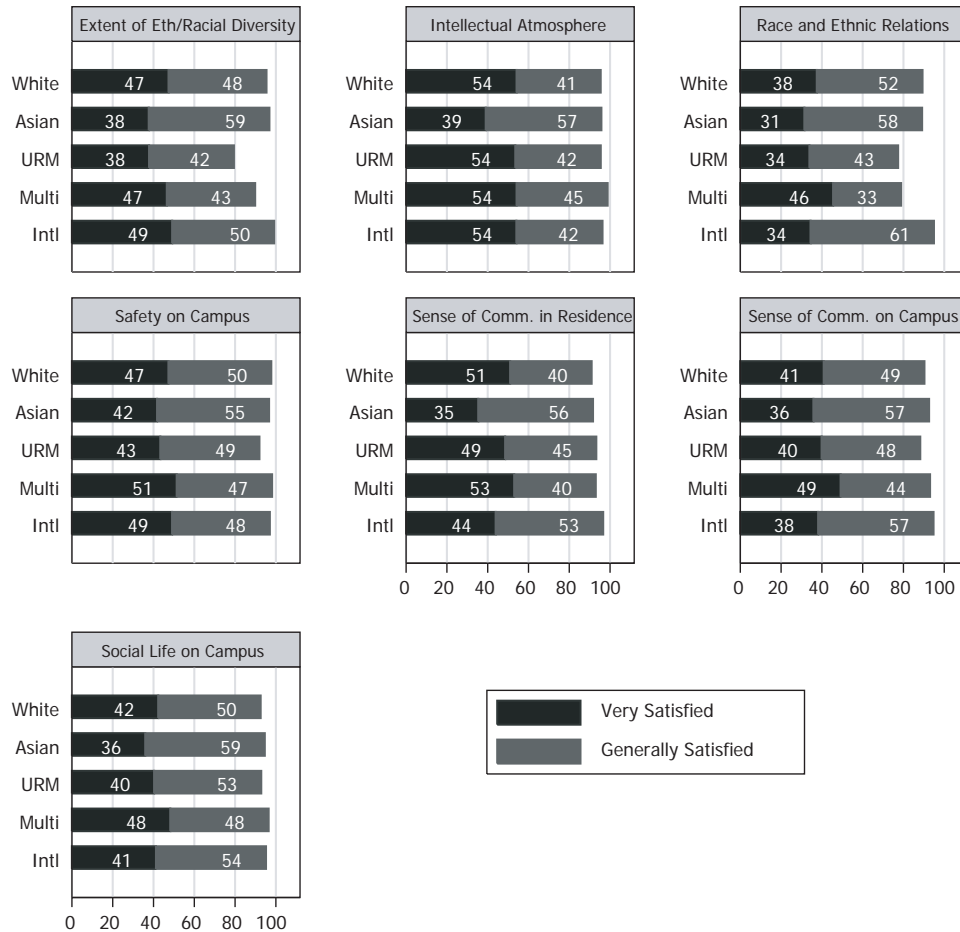 Extent of Eth/Racial Diversity
White 47 48
Asian 38 59
URM 38 42
Multi 47 43
Intl 49 50
Intellectual Atmosphere
White 54 41
Asian 39 57
URM 54 42
Multi 54 45
Intl 54 42
Race and Ethnic Relations
White 38 52
Asian 31 58
URM 34 43
Multi 46 33
Intl 34 61
Safety on Campus
White 47 50
Asian 42 55
URM 43 49
Multi 51 47
Intl 49 48
Sense of Comm. in Residence
White 51 40
Asian 35 56
URM 49 45
Multi 53 40
Intl 44 53
0 20 40 60 80 100
Sense of Comm. on Campus
White 41 49
Asian 36 57
URM 40 48
Multi 49 44
Intl 38 57
0 20 40 60 80 100
Social Life on Campus
White 42 50
Asian 36 59
URM 40 53
Multi 48 48
Intl 41 54
0 20 40 60 80 100
Very Satisfied
Generally Satisfied